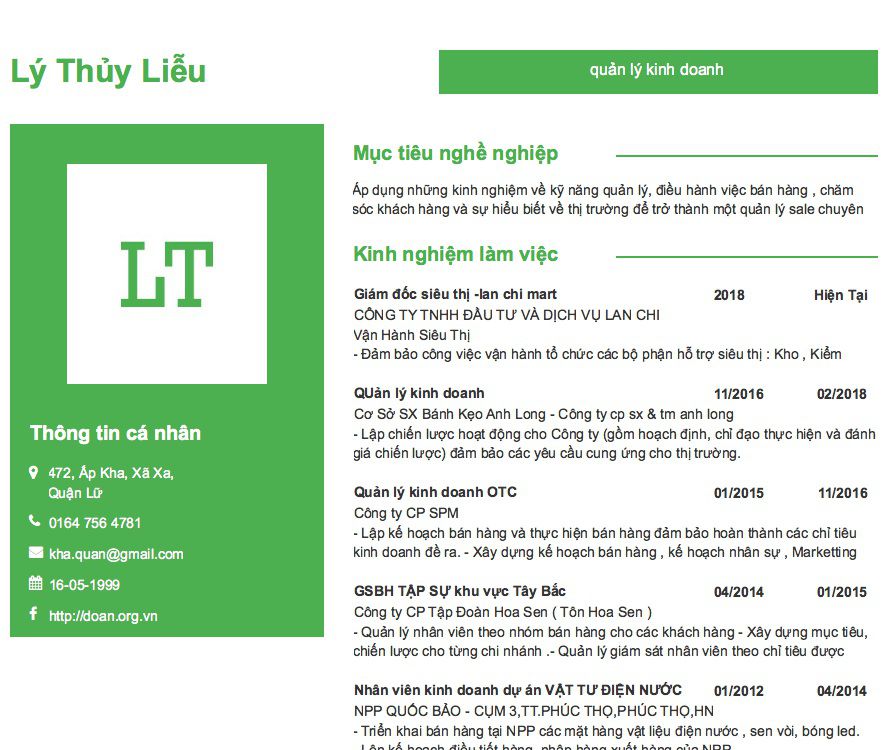 Lý Thủy Liễu
quản lý kinh doanh
LT
Thông tin cá nhân
472, Áp Kha, Xã Xa,
Quận Lữ
0164 756 4781
kha.quan@gmail.com
16-05-1999
http://doan.org.vn
Mục tiêu nghề nghiệp
Áp dụng những kinh nghiệm về kỹ năng quản lý, điều hành việc bán hàng , chăm
sóc khách hàng và sự hiểu biết về thị trường để trở thành một quản lý sale chuyên
Kinh nghiệm làm việc
Giám đốc siêu thị -lan chi mart 2018 Hiện Tại
CÔNG TY TNHH ĐẦU TƯ VÀ DỊCH VỤ LAN CHI
Vận Hành Siêu Thị
- Đảm bảo công việc vận hành tổ chức các bộ phận hỗ trợ siêu thị : Kho , Kiểm
QUản lý kinh doanh 11/2016 02/2018
Cơ Sở SX Bánh Kẹo Anh Long - Công ty cp sx & tm anh long
- Lập chiến lược hoạt động cho Công ty (gồm hoạch định, chỉ đạo thực hiện và đánh
giá chiến lược) đảm bảo các yêu cầu cung ứng cho thị trường.
Quản lý kinh doanh OTC 01/2015 11/2016
Công ty CP SPM
- Lập kế hoạch bán hàng và thực hiện bán hàng đảm bảo hoàn thành các chỉ tiêu
kinh doanh đề ra. - Xây dựng kế hoạch bán hàng , kế hoạch nhân sự , Marketting
GSBH TẬP SỰ khu vực Tây Bắc 04/2014 01/2015
Công ty CP Tập Đoàn Hoa Sen ( Tôn Hoa Sen )
- Quản lý nhân viên theo nhóm bán hàng cho các khách hàng - Xây dựng mục tiêu,
chiến lược cho từng chi nhánh .- Quản lý giám sát nhân viên theo chỉ tiêu được
Nhân viên kinh doanh dự án VẬT TƯ ĐIỆN NƯỚC 01/2012 04/2014
NPP QUỐC BẢO - CỤM 3,TT.PHÚC THỌ,PHÚC THỌ,HN
- Triển khai bán hàng tại NPP các mặt hàng vật liệu điện nước , sen vòi, bóng led.
- Lên kế hoạch điều tiết hàng, nhập hàng xuất hàng của NPP